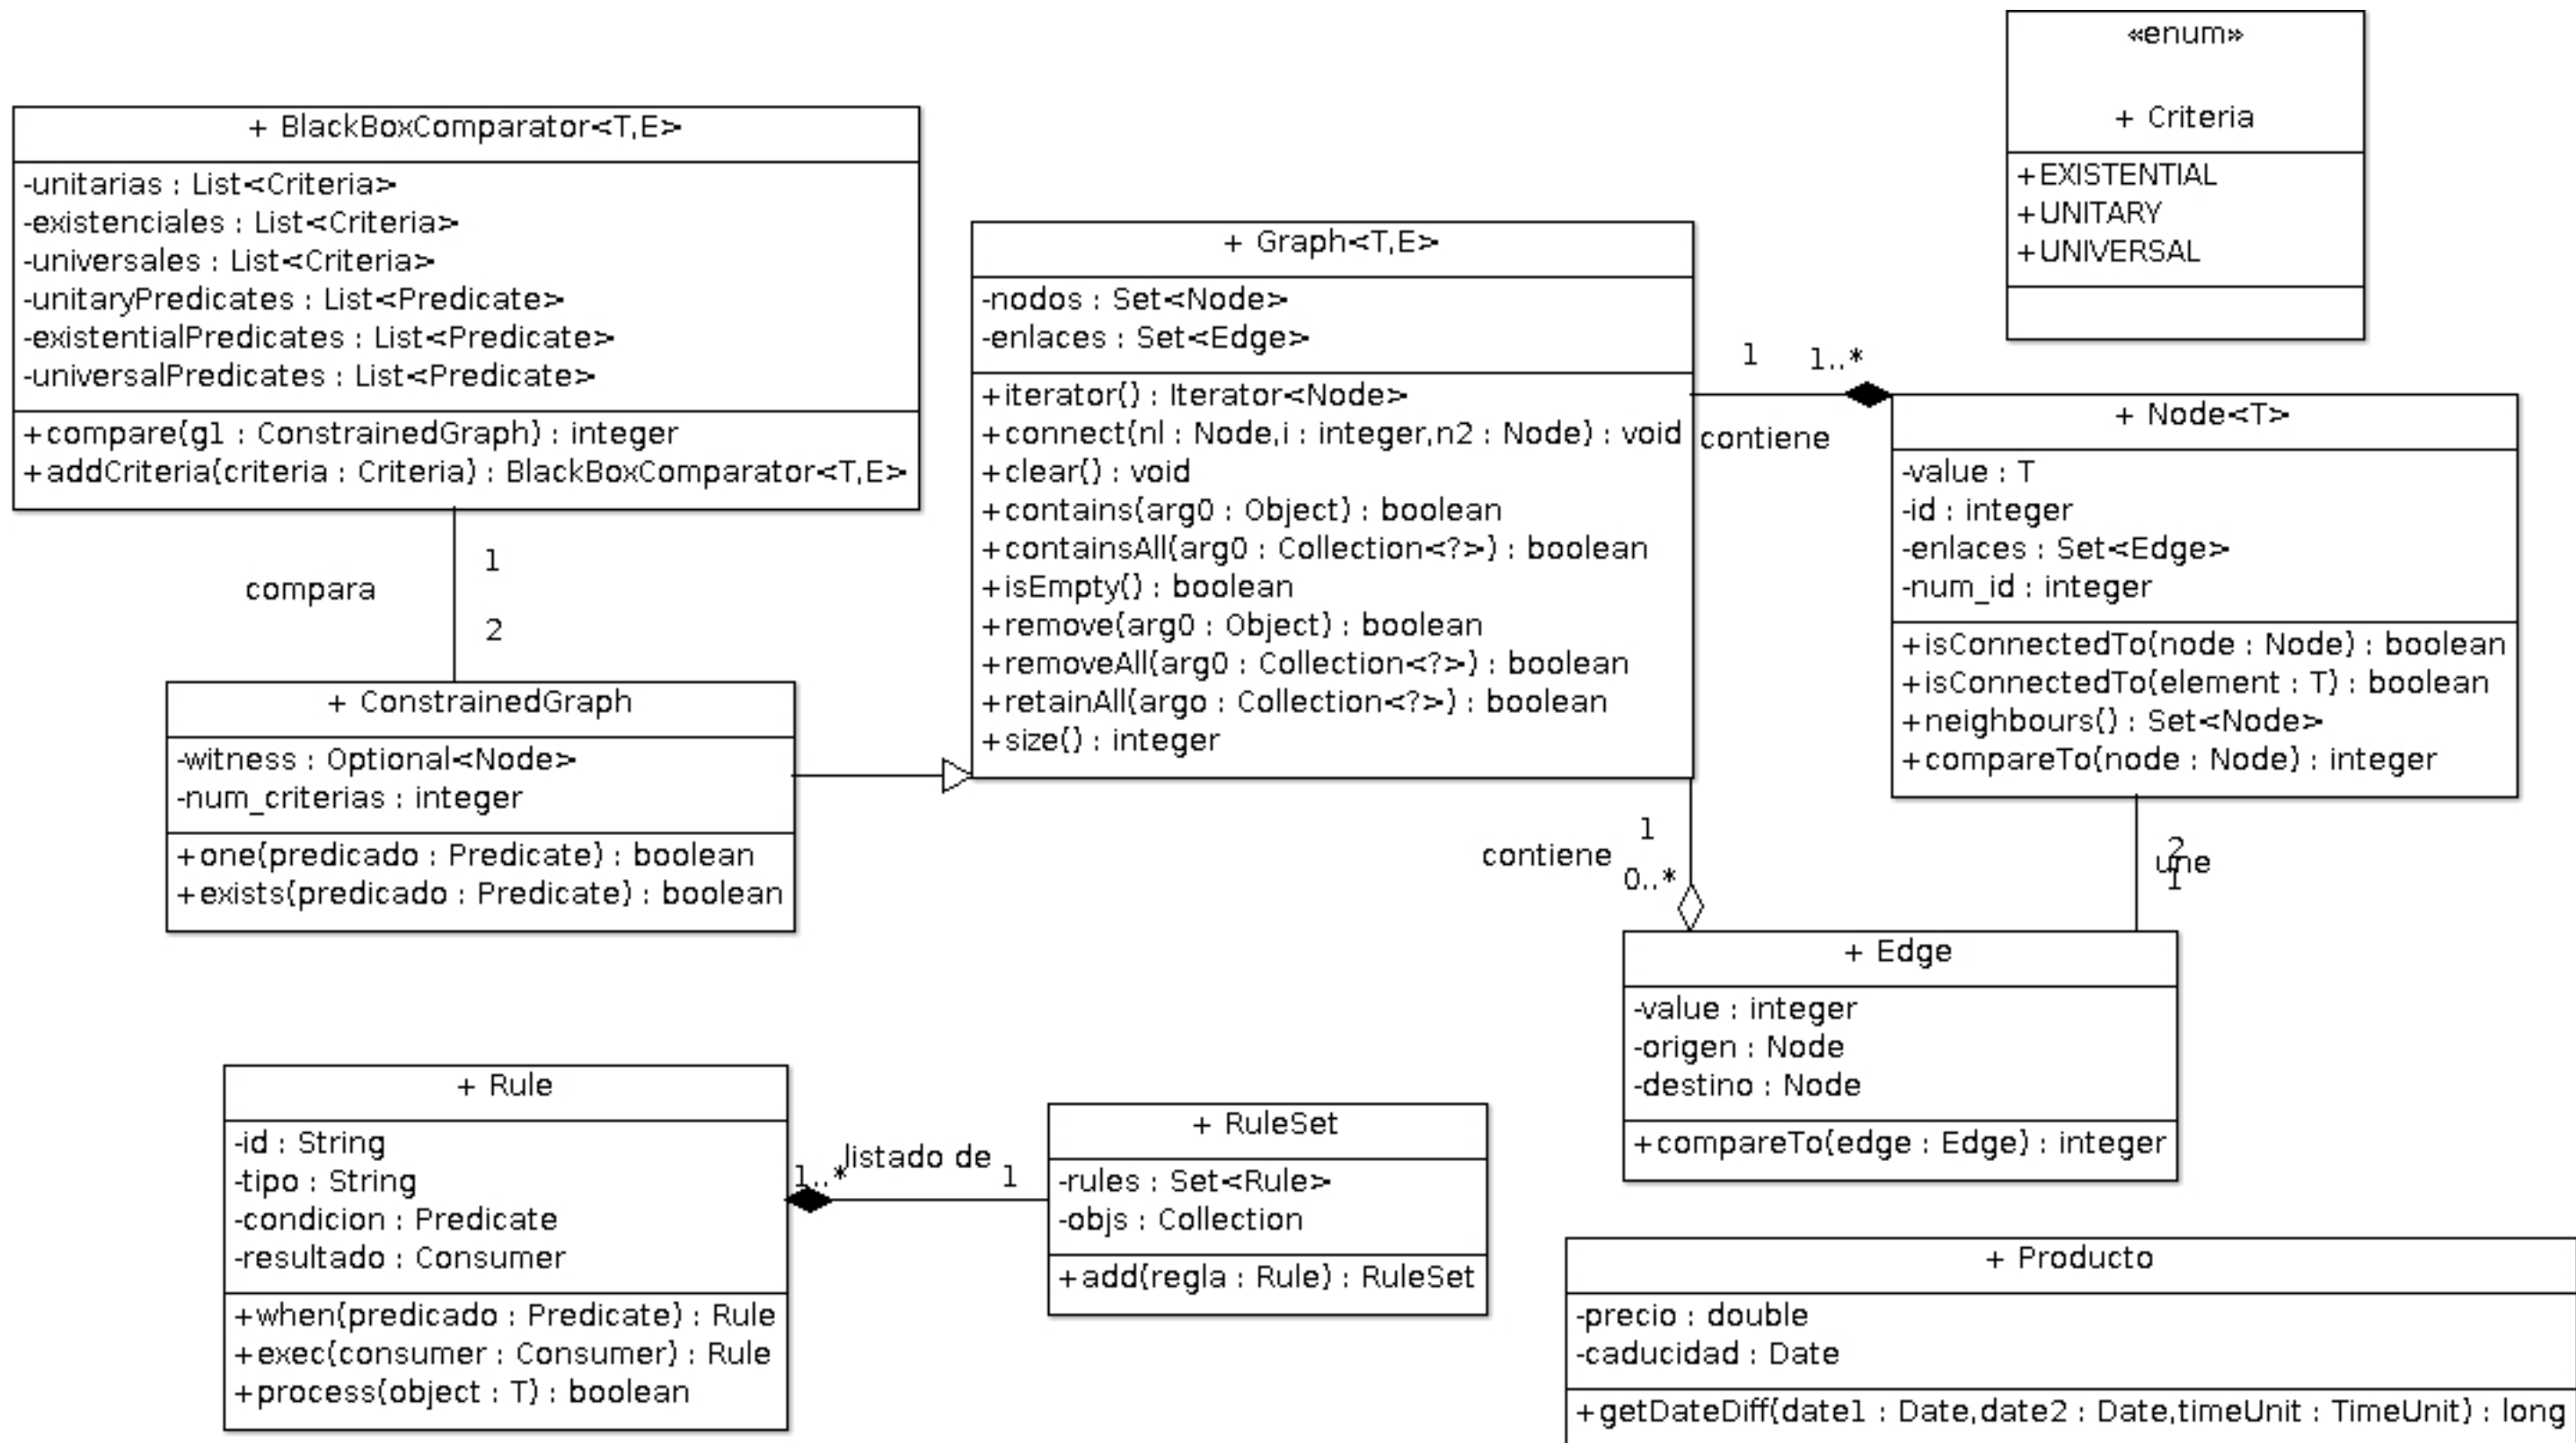 «enum»
+ Criteria
+EXISTENTIAL
+UNITARY
+UNIVERSAL
+ BlackBoxComparator<T,E>
-unitarias : List<Criteria>
-existenciales : List<Criteria>
-universales : List<Criteria>
-unitaryPredicates : List<Predicate>
-existentialPredicates : List<Predicate>
-universalPredicates : List<Predicate>
+compare(g1 : ConstrainedGraph) : integer
+addCriteria(criteria : Criteria) : BlackBoxComparator<T,E>
compara
1
2
+ Graph<T,E>
-nodos : Set<Node>
-enlaces : Set<Edge>
+iterator() : Iterator<Node>
+connect(nl : Node,i : integer,n2 : Node) : void
+clear() : void
+contains(arg0 : Object) : boolean
+containsAll(arg0 : Collection<?>) : boolean
+isEmpty() : boolean
+remove(arg0 : Object) : boolean
+removeAll(arg0 : Collection<?>) : boolean
+retainAll(argo : Collection<?>) : boolean
+size() : integer
1
1..*
contiene
+ Node<T>
-value : T
-id : integer
-enlaces : Set<Edge>
-num_id : integer
+isConnectedTo(node : Node) : boolean
+isConnectedTo(element : T) : boolean
+neighbours() : Set<Node>
+compareTo(node : Node) : integer
+ ConstrainedGraph
-witness : Optional<Node>
-num_criterias : integer
+one(predicado : Predicate) : boolean
+exists(predicado : Predicate) : boolean
1
contiene
0..*
2
une
1
+ Edge
-value : integer
-origen : Node
-destino : Node
+compareTo(edge : Edge) : integer
+ Rule
-id : String
-tipo : String
-condicion : Predicate
-resultado : Consumer
+when(predicado : Predicate) : Rule
+exec(consumer : Consumer) : Rule
+process(object : T) : boolean
1..*
listado de
1
+ RuleSet
-rules : Set<Rule>
-objs : Collection
+add(regla : Rule) : RuleSet
+ Producto
-precio : double
-caducidad : Date
+getDateDiff(date1 : Date,date2 : Date,timeUnit : TimeUnit) : long